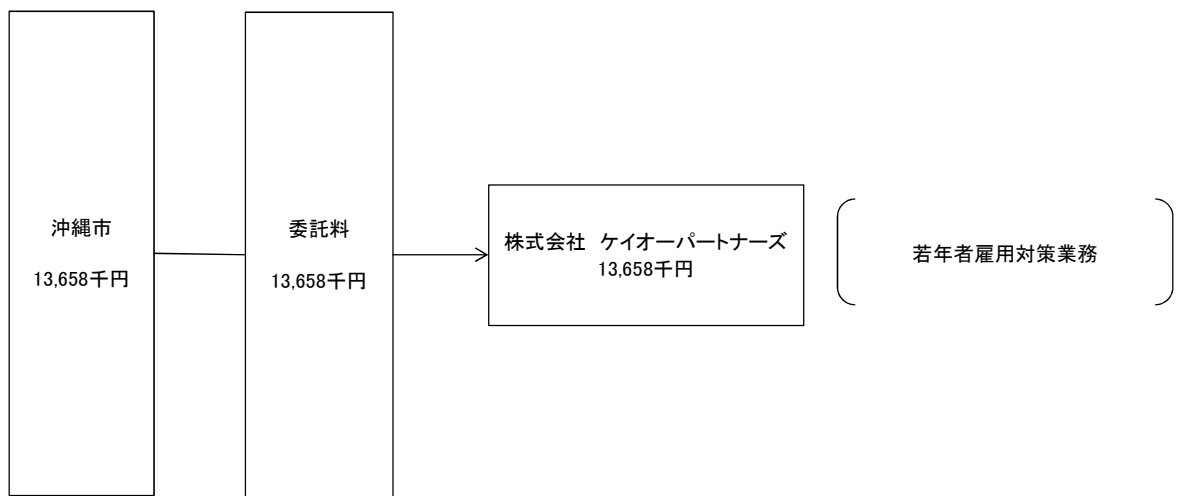 沖縄市
13,658千円
委託料
13,658千円
株式会社　ケイオーパートナーズ
13,658千円
若年者雇用対策業務